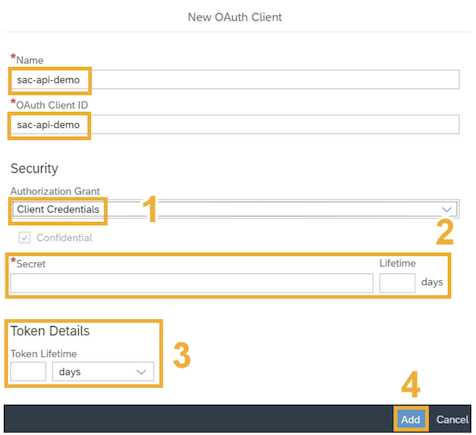 New OAuth Client
*Name
sac-api-demo
*OAuth Client ID
sac-api-demo
Security
Authorization Grant
Client Credentials
1
Confidential
2
*Secret Lifetime
days
Token Details
Token Lifetime
days
3
4
Add Cancel